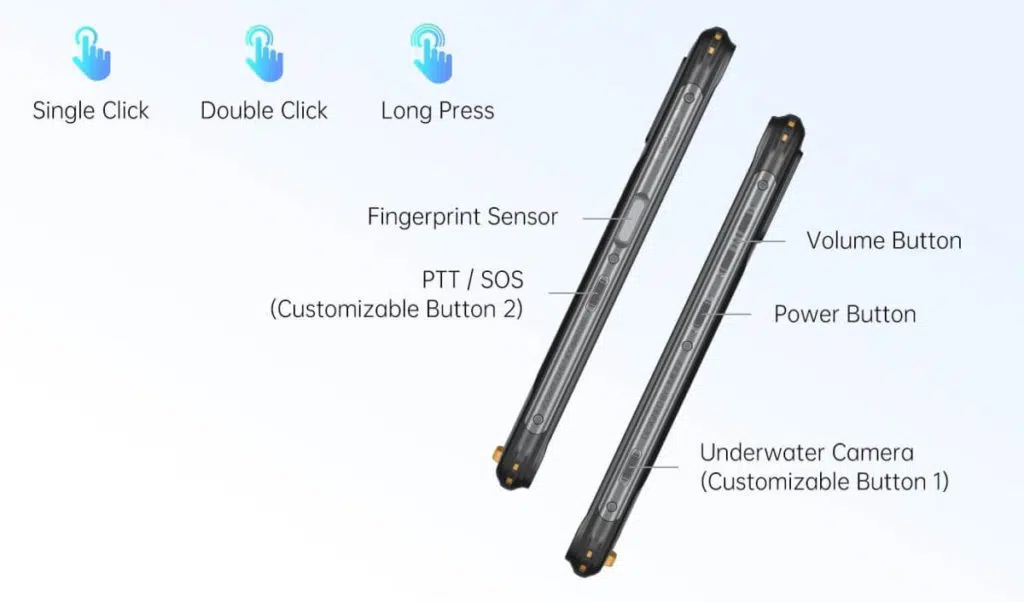 Single Click
Double Click
Long Press
Fingerprint Sensor
PTT / SOS
(Customizable Button 2)
Volume Button
Power Button
Underwater Camera
(Customizable Button 1)